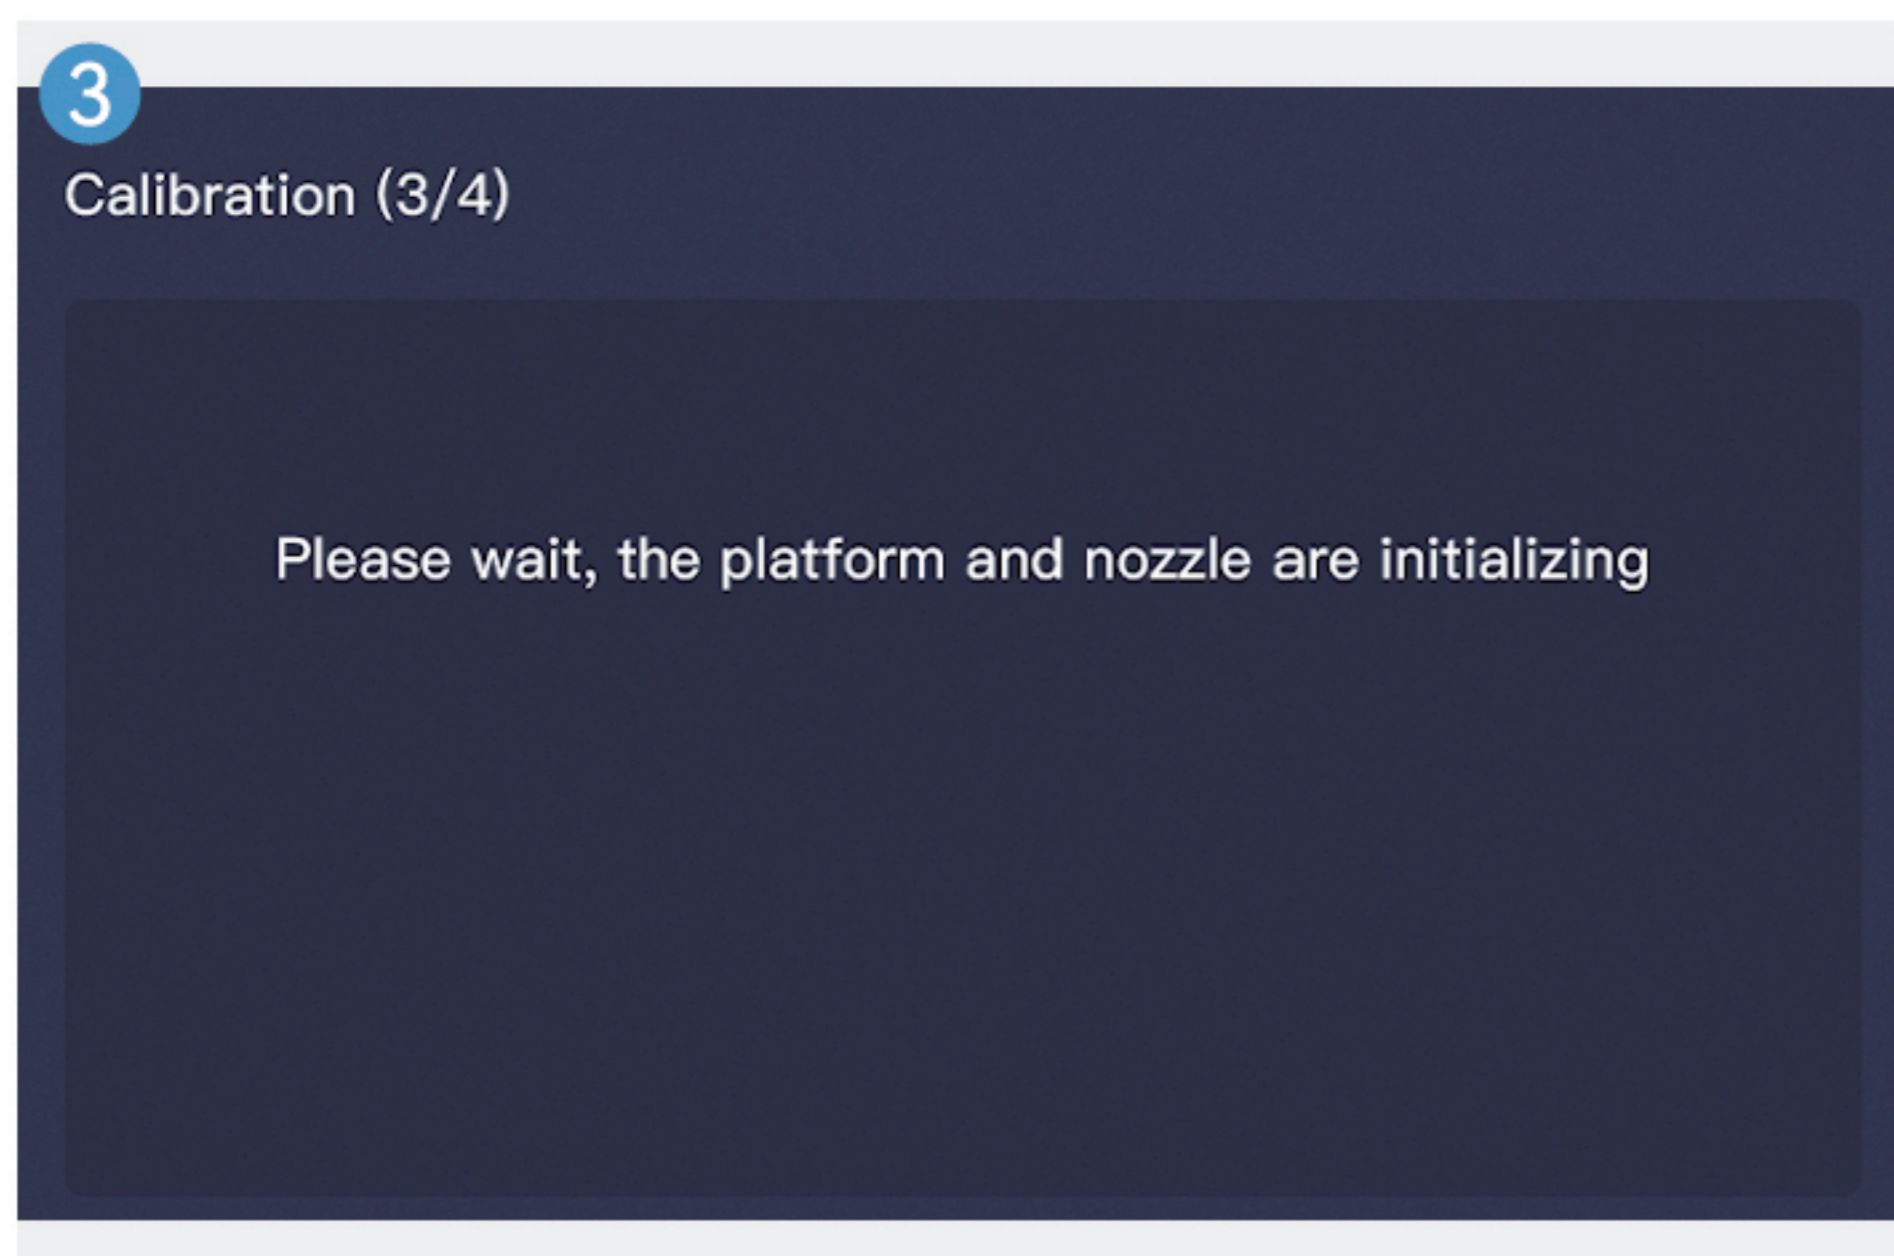 3
Calibration (3/4)
Please wait, the platform and nozzle are initializing